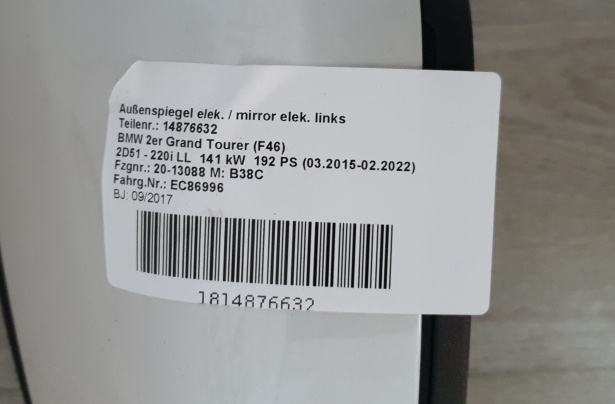 Außenspiegel elek. / mirror elek. links
Teilenr.: 14876632
BMW 2er Grand Tourer (F46)
2D51 - 220i LL 141 kW 192 PS (03.2015-02.2022)
Fzgnr.: 20-13088 M: B38C
Fahrg.Nr.: EC86996
BJ: 09/2017
1814876632